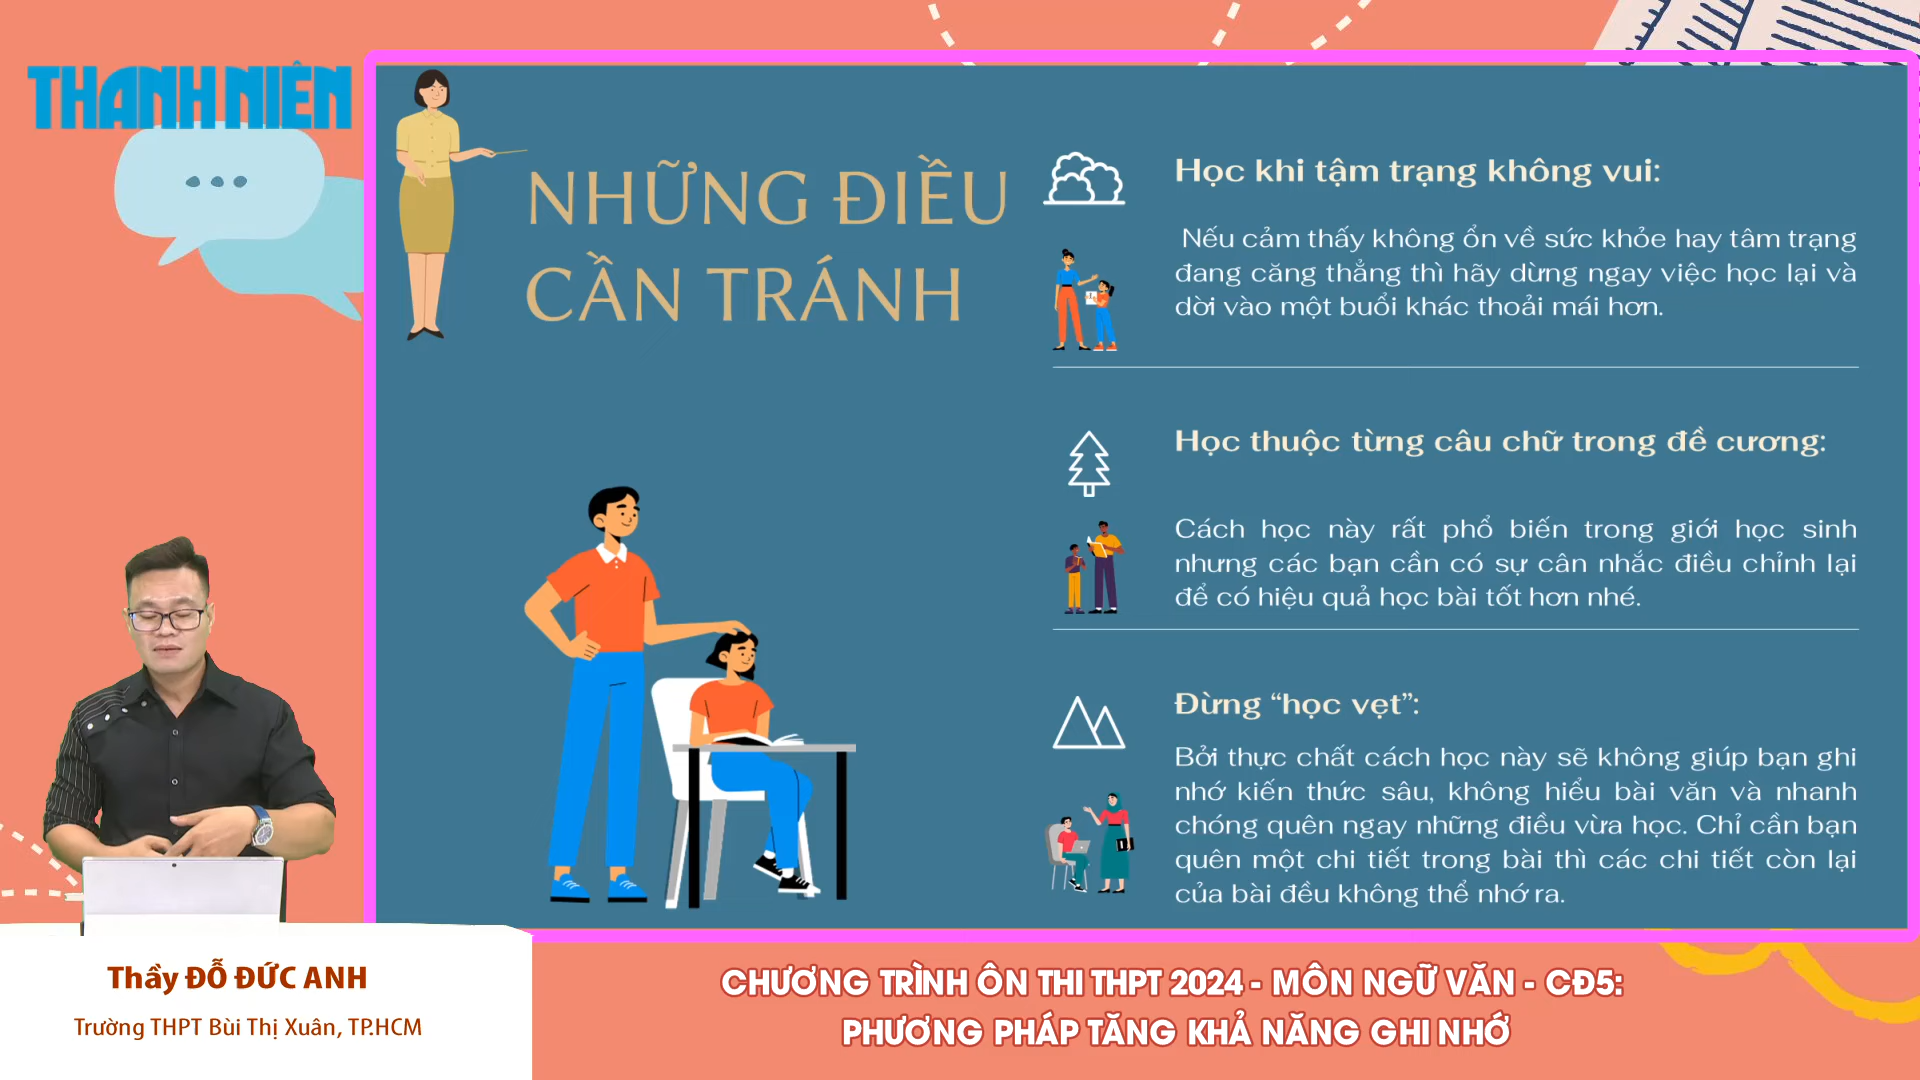 THANH NIÊN
NHỮNG ĐIỀU
CẦN TRÁNH
Học khi tậm trạng không vui:
Nếu cảm thấy không ổn về sức khỏe hay tâm trạng
đang căng thẳng thì hãy dừng ngay việc học lại và
dời vào một buổi khác thoải mái hơn.
Học thuộc từng câu chữ trong đề cương:
Cách học này rất phổ biến trong giới học sinh
nhưng các bạn cần có sự cân nhắc điều chỉnh lại
để có hiệu quả học bài tốt hơn nhé.
Đừng “học vẹt”:
Bởi thực chất cách học này sẽ không giúp bạn ghi
nhớ kiến thức sâu, không hiểu bài văn và nhanh
chóng quên ngay những điều vừa học. Chỉ cần bạn
quên một chi tiết trong bài thì các chi tiết còn lại
của bài đều không thể nhớ ra.
Thầy ĐỖ ĐỨC ANH
Trường THPT Bùi Thị Xuân, TP.HCM
CHƯƠNG TRÌNH ÔN THI THPT 2024 - MÔN NGỮ VĂN - CĐ5:
PHƯƠNG PHÁP TĂNG KHẢ NĂNG GHI NHỚ